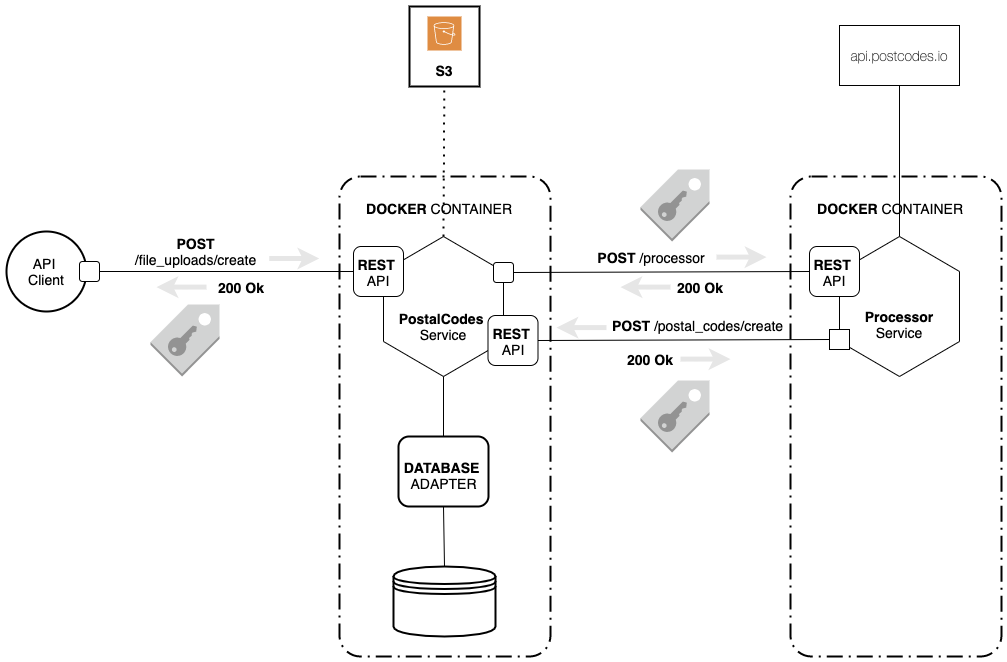 S3
api.postcodes.io
DOCKER CONTAINER
DOCKER CONTAINER
API
Client
POST
/file_uploads/create
200 Ok
REST
API
PostalCodes
Service
REST
API
POST /processor
200 Ok
POST /postal_codes/create
200 Ok
REST
API
Processor
Service
DATABASE
ADAPTER